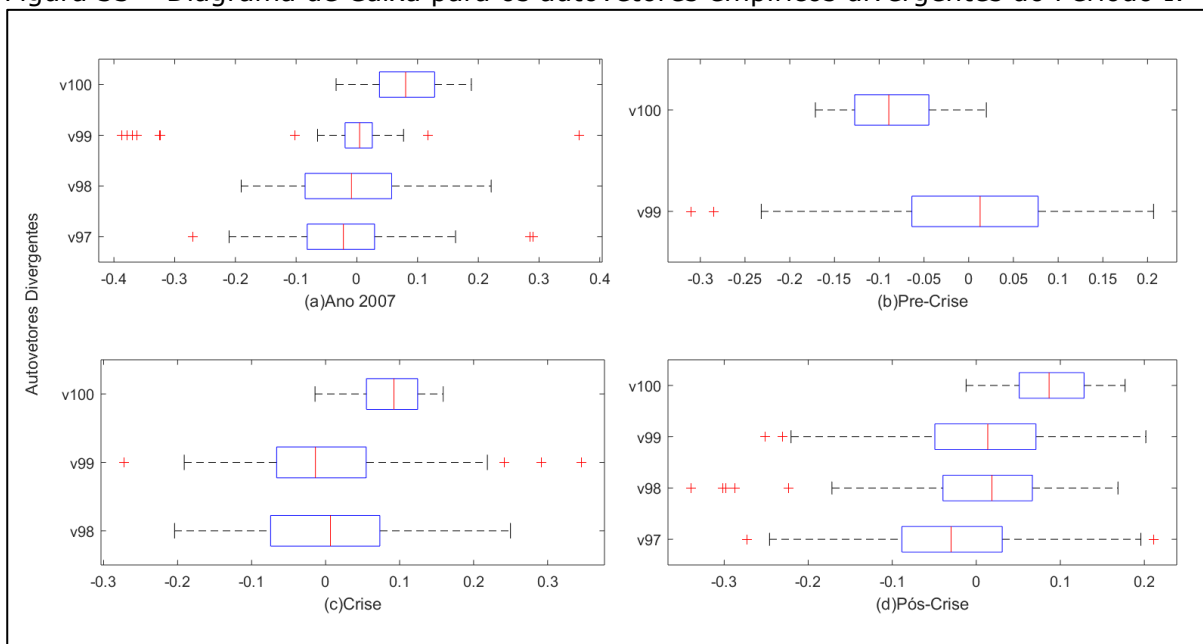 Figura 35 – Diagrama de Caixa para os autovetores empíricos divergentes do Período 1.
Autovetores Divergentes
v100
v99
v98
v97
-0.4 -0.3 -0.2 -0.1 0 0.1 0.2 0.3 0.4
(a)Ano 2007
v100
v99
-0.3 -0.25 -0.2 -0.15 -0.1 -0.05 0 0.05 0.1 0.15 0.2
(b)Pre-Crise
v100
v99
v98
-0.3 -0.2 -0.1 0 0.1 0.2 0.3
(c)Crise
v100
v99
v98
v97
-0.3 -0.2 -0.1 0 0.1 0.2
(d)Pós-Crise